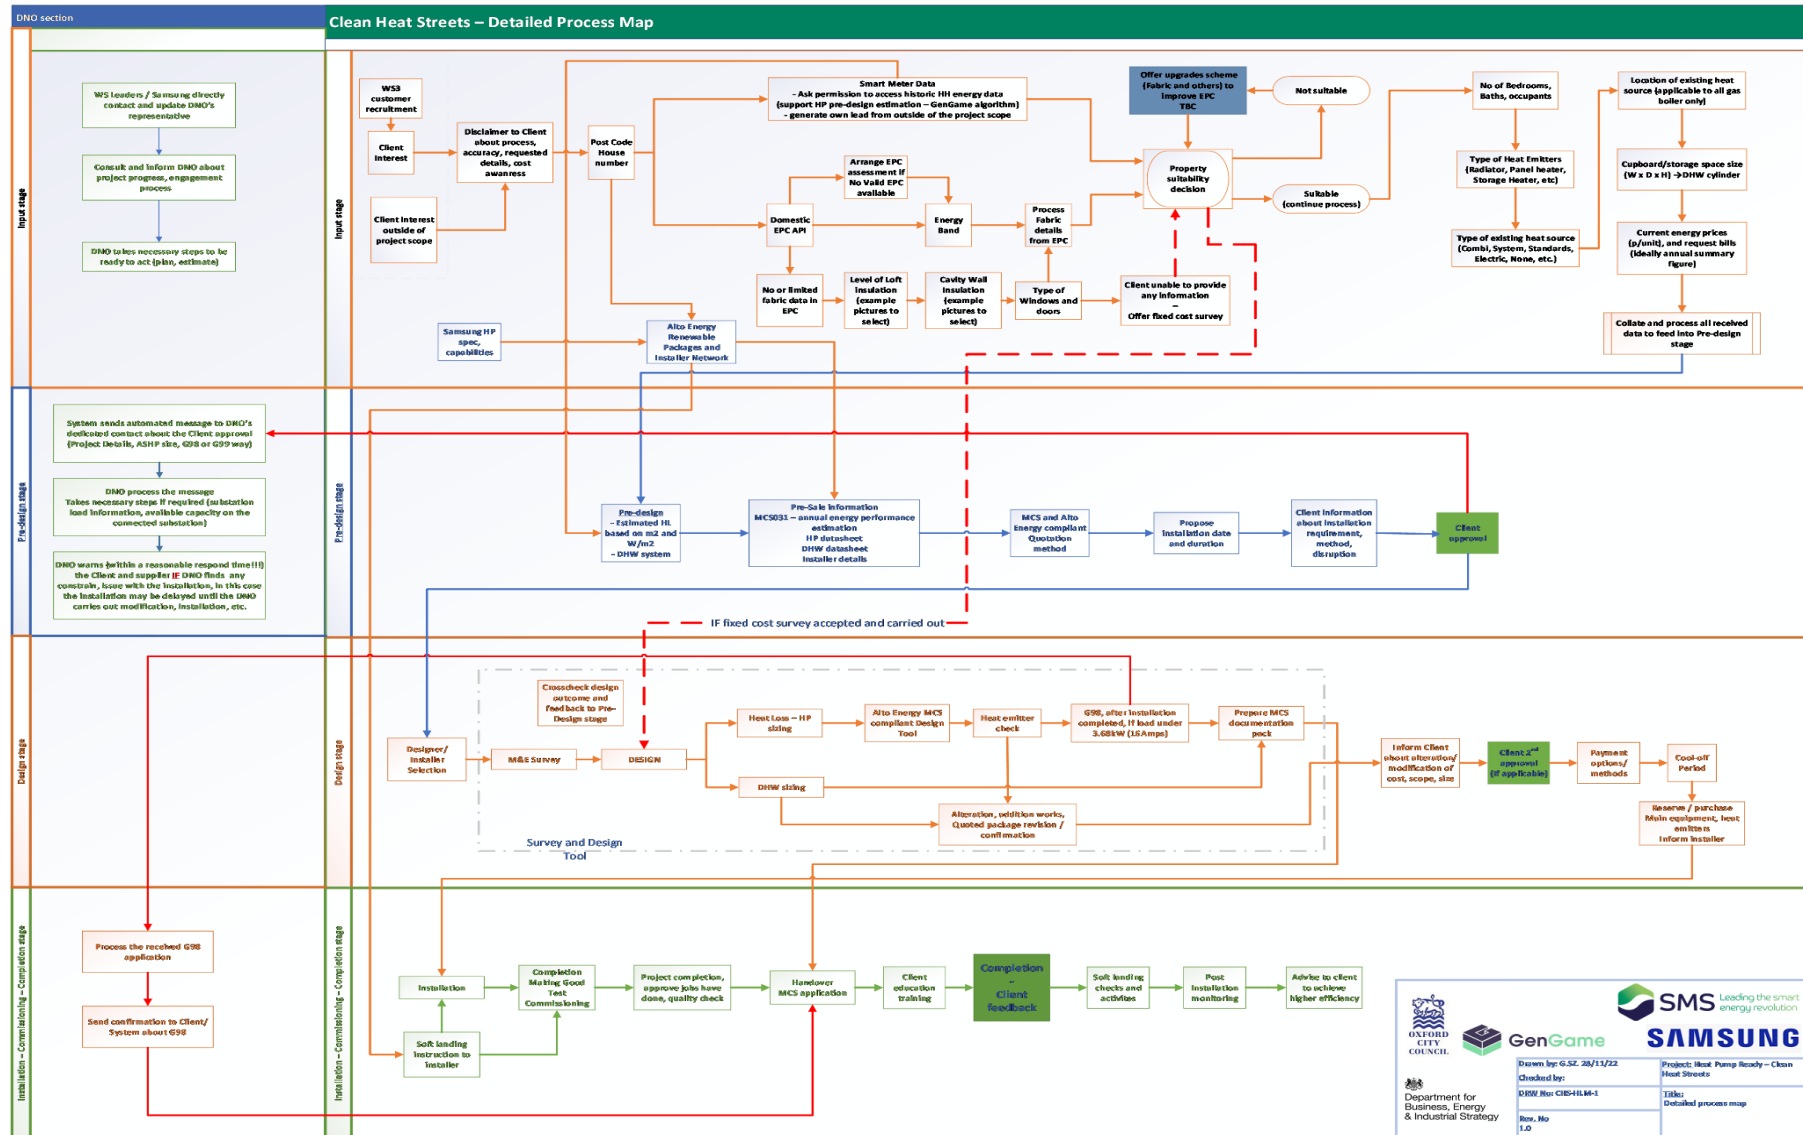 DNO section
Clean Heat Streets – Detailed Process Map
Input stage
WS Leaders / Samsung directly
contact and update DNO's
representative
Consult and inform DNO about
project progress, engagement
process
DNO takes necessary steps to be
ready to act (plan, estimate)
Input stage
WS3
customer
recruitment
Client
Interest
Client Interest
outside of
project scope
Disclaimer to Client
about process,
accuracy, requested
details, cost
awanress
Post Code
House
number
Smart Meter Data
- Ask permission to access historic HH energy data
(support HP pre-design estimation – GenGame algorithm)
- generate own lead from outside of the project scope
Arrange EPC
assessment if
No Valid EPC
available
Domestic
EPC API
Energy
Band
Process
Fabric
details
from EPC
No or limited
fabric data in
EPC
Level of Loft
Insulation
(example
pictures to
select)
Cavity Wall
Insulation
(example
pictures to
select)
Type of
Windows and
doors
Client unable to provide
any information
–
Offer fixed cost survey
Offer upgrades scheme
(Fabric and others) to
improve EPC
TBC
Not suitable
Property
suitability
decision
Suitable
(continue process)
No of Bedrooms,
Baths, occupants
Type of Heat Emitters
(Radiator, Panel heater,
Storage Heater, etc)
Type of existing heat source
(Combi, System, Standards,
Electric, None, etc.)
Location of existing heat
source (applicable to all gas
boiler only)
Cupboard/storage space size
(W x D x H) →DHW cylinder
Current energy prices
(p/unit), and request bills
(ideally annual summary
figure)
Collate and process all received
data to feed into Pre-design
stage
Samsung HP
spec,
capabilities
Alto Energy
Renewable
Packages and
Installer Network
Pre-design stage
System sends automated message to DNO's
dedicated contact about the Client approval
(Project Details, ASHP size, G98 or G99 way)
DNO process the message
Takes necessary steps if required (substation
load information, available capacity on the
connected substation)
DNO warns (within a reasonable respond time!!!)
the Client and supplier IF DNO finds any
constrain, issue with the installation, in this case
the installation may be delayed until the DNO
carries out modification, installation, etc.
Pre-design stage
Pre-design
- Estimated HL
based on m2 and
W/m2
- DHW system
Pre-Sale information
MCS031 – annual energy performance
estimation
HP datasheet
DHW datasheet
Installer details
MCS and Alto
Energy compliant
Quotation
method
Propose
installation date
and duration
Client information
about installation
requirement,
method,
disruption
Client
approval
IF fixed cost survey accepted and carried out
Design stage
Design stage
Designer/
Installer
Selection
Crosscheck design
outcome and
feedback to Pre-
Design stage
M&E Survey
DESIGN
Heat Loss – HP
sizing
Alto Energy MCS
compliant Design
Tool
Heat emitter
check
G98, after installation
completed, if load under
3.68kW (16Amps)
Prepare MCS
documentation
pack
DHW sizing
Alteration, addition works,
Quoted package revision /
confirmation
Survey and Design
Tool
Inform Client
about alteration/
modification of
cost, scope, size
Client 2nd
approval
(if applicable)
Payment
options/
methods
Cool-off
Period
Reserve / purchase
Main equipment, heat
emitters
Inform Installer
Installation – Commissioning – Completion stage
Process the received G98
application
Send confirmation to Client/
System about G98
Installation – Commissioning – Completion stage
Installation
Soft landing
instruction to
installer
Completion
Making Good
Test
Commissioning
Project completion,
approve jobs have
done, quality check
Handover
MCS application
Client
education
training
Completion
–
Client
feedback
Soft landing
checks and
activites
Post
Installation
monitoring
Advise to client
to achieve
higher efficiency
OXFORD
CITY
COUNCIL
GenGame
SMS Leading the smart
energy revolution
SAMSUNG
Department for
Business, Energy
& Industrial Strategy
Drawn by: G.SZ. 28/11/22
Checked by:
DRW No: CHS-HLM-1
Rev. No
1.0
Project: Heat Pump Ready – Clean
Heat Streets
Title:
Detailed process map